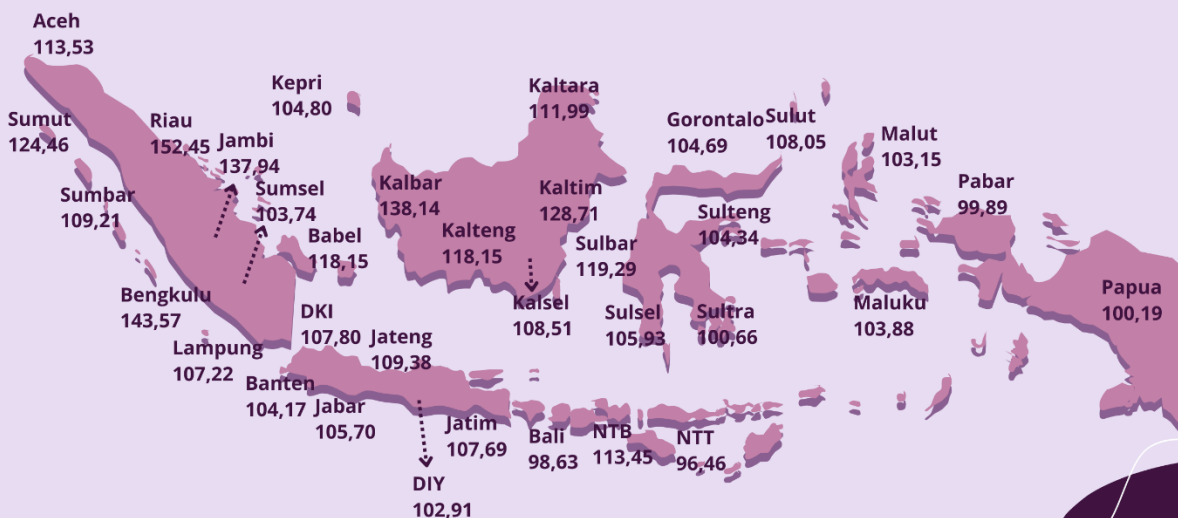 Aceh
113,53
Sumut
124,46
Riau
152,45
Jambi
137,94
Kepri
104,80
Sumbar
109,21
Sumsel
103,74
Babel
118,15
Bengkulu
143,57
Lampung
107,22
DKI
107,80
Banten
104,17
Jabar
105,70
Jateng
109,38
DIY
102,91
Jatim
107,69
Bali
98,63
NTB
113,45
NTT
96,46
Kalbar
138,14
Kalteng
118,15
Kalsel
108,51
Kaltim
128,71
Kaltara
111,99
Gorontalo
104,69
Sulut
108,05
Sulteng
104,34
Sulbar
119,29
Sulsel
105,93
Sultra
100,66
Malut
103,15
Maluku
103,88
Pabar
99,89
Papua
100,19